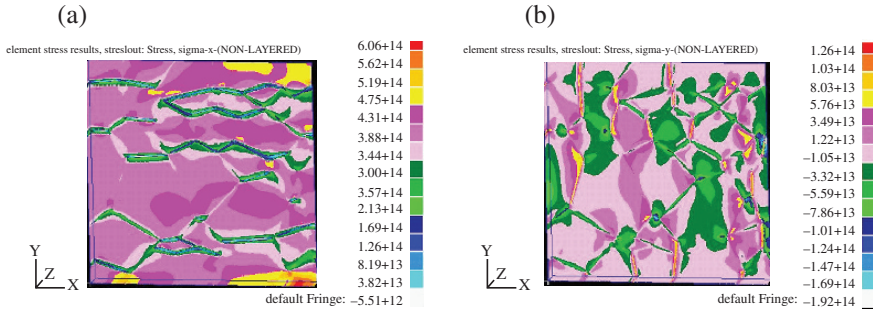 (a)
element stress results, streslout: Stress, sigma-x-(NON-LAYERED)
6.06+14
5.62+14
5.19+14
4.75+14
4.31+14
3.88+14
3.44+14
3.00+14
3.57+14
2.13+14
1.69+14
1.26+14
8.19+13
3.82+13
default Fringe: −5.51+12
Y
Z
X
(b)
element stress results, streslout: Stress, sigma-y-(NON-LAYERED)
1.26+14
1.03+14
8.03+13
5.76+13
3.49+13
1.22+13
−1.05+13
−3.32+13
−5.59+13
−7.86+13
−1.01+14
−1.24+14
−1.47+14
−1.69+14
default Fringe: −1.92+14
Y
Z
X